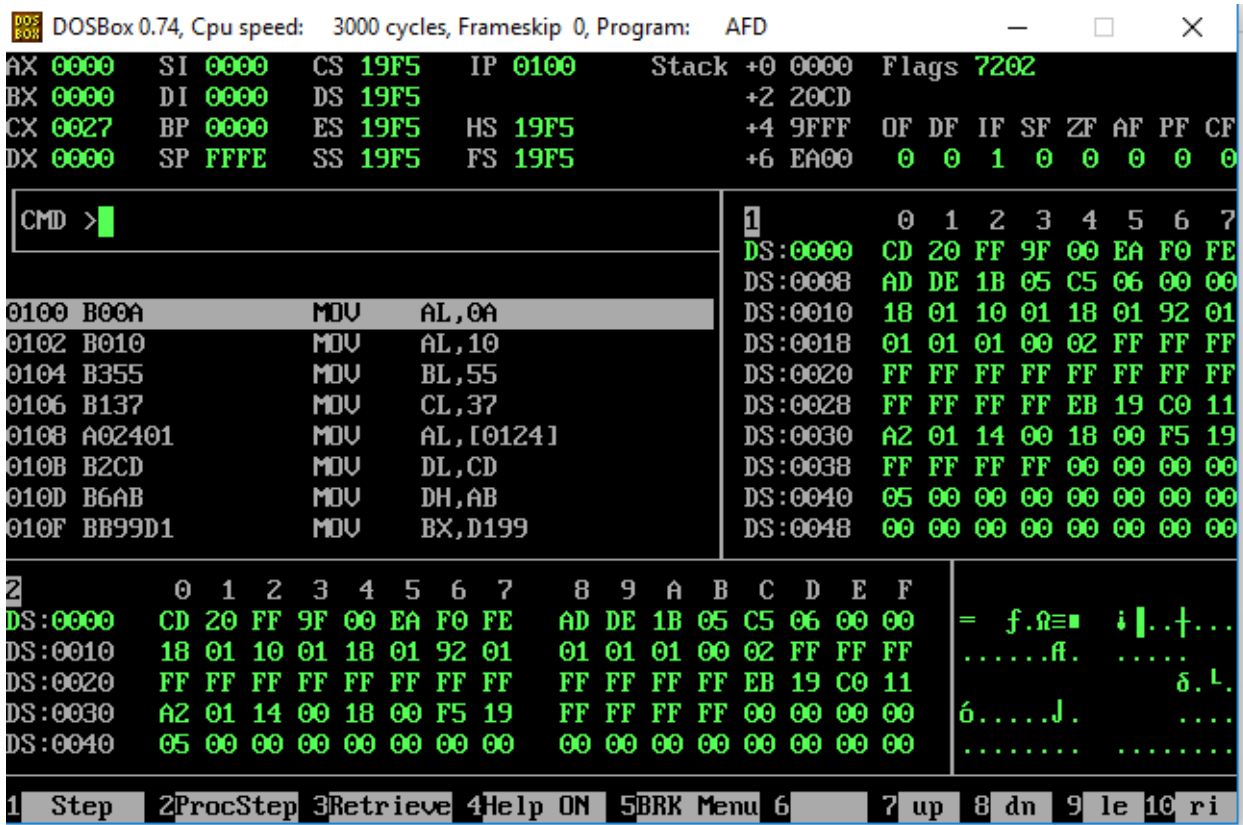 DOSBox 0.74, Cpu speed: 3000 cycles, Frameskip 0, Program: AFD
AX 0000 SI 0000 CS 19F5 IP 0100 Stack +0 0000 Flags 7202
BX 0000 DI 0000 DS 19F5 +2 20CD
CX 0027 BP 0000 ES 19F5 HS 19F5 +4 9FFF OF DF IF SF ZF AF PF CF
DX 0000 SP FFFE SS 19F5 FS 19F5 +6 EA00 0 0 1 0 0 0 0 0
CMD >
1 0 1 2 3 4 5 6 7
DS:0000 CD 20 FF 9F 00 EA F0 FE
DS:0008 AD DE 1B 05 C5 06 00 00
0100 B00A MOV AL,0A DS:0010 18 01 10 01 18 01 92 01
0102 B010 MOV AL,10 DS:0018 01 01 01 00 02 FF FF FF
0104 B355 MOV BL,55 DS:0020 FF FF FF FF FF FF FF FF
0106 B137 MOV CL,37 DS:0028 FF FF FF FF EB 19 C0 11
0108 A02401 MOV AL,[0124] DS:0030 A2 01 14 00 18 00 F5 19
010B B2CD MOV DL,CD DS:0038 FF FF FF FF 00 00 00 00
010D B6AB MOV DH,AB DS:0040 05 00 00 00 00 00 00 00
010F BB99D1 MOV BX,D199 DS:0048 00 00 00 00 00 00 00 00
2 0 1 2 3 4 5 6 7 8 9 A B C D E F
DS:0000 CD 20 FF 9F 00 EA F0 FE AD DE 1B 05 C5 06 00 00 = ƒ.Ω≡■ ¡▐..┼...
DS:0010 18 01 10 01 18 01 92 01 01 01 01 00 02 FF FF FF ......Æ. .....
DS:0020 FF FF FF FF FF FF FF FF FF FF FF FF EB 19 C0 11 δ.└.
DS:0030 A2 01 14 00 18 00 F5 19 FF FF FF FF 00 00 00 00 ó.....⌡. ....
DS:0040 05 00 00 00 00 00 00 00 00 00 00 00 00 00 00 00 ........ ........
1 Step 2ProcStep 3Retrieve 4Help ON 5BRK Menu 6 7 up 8 dn 9 le 10 ri